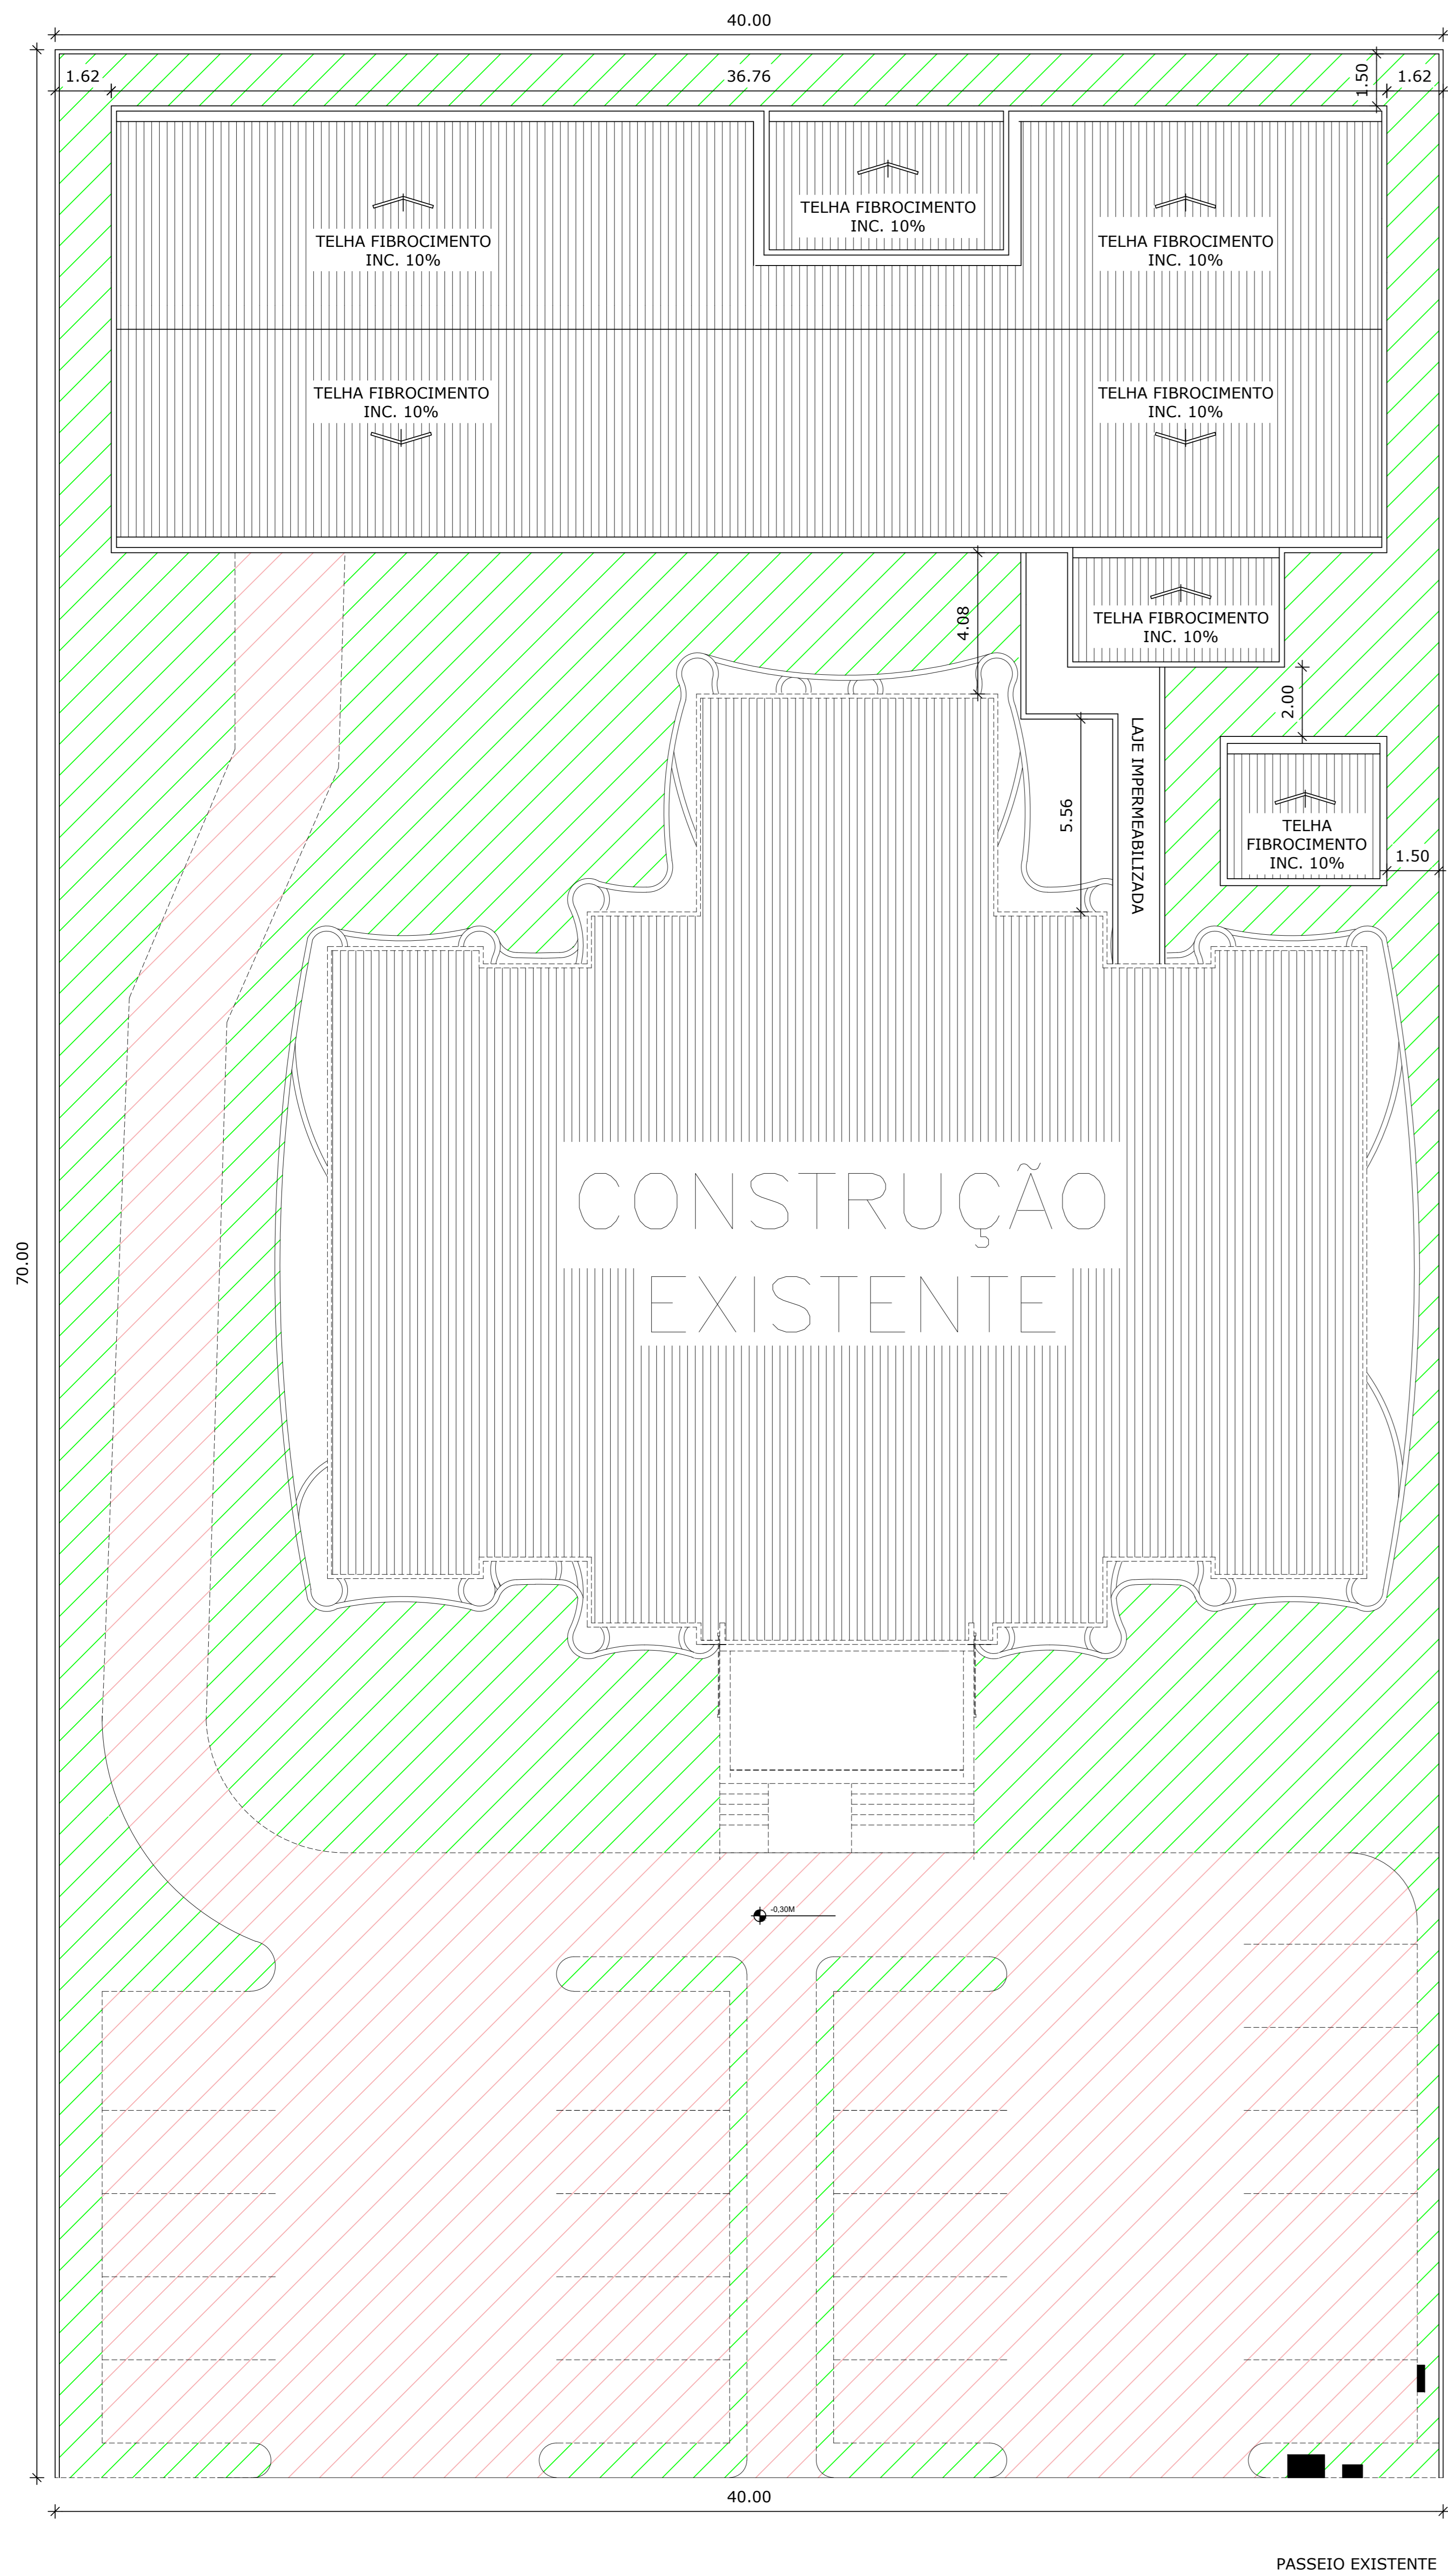 40.00
1.62
36.76
1.50
1.62
TELHA FIBROCIMENTO
INC. 10%
TELHA FIBROCIMENTO
INC. 10%
TELHA FIBROCIMENTO
INC. 10%
TELHA FIBROCIMENTO
INC. 10%
TELHA FIBROCIMENTO
INC. 10%
4.08
TELHA FIBROCIMENTO
INC. 10%
2.00
LAJE IMPERMEABILIZADA
5.56
TELHA
FIBROCIMENTO
INC. 10%
1.50
CONSTRUÇÃO
EXISTENTE
70.00
-0,30M
40.00
PASSEIO EXISTENTE